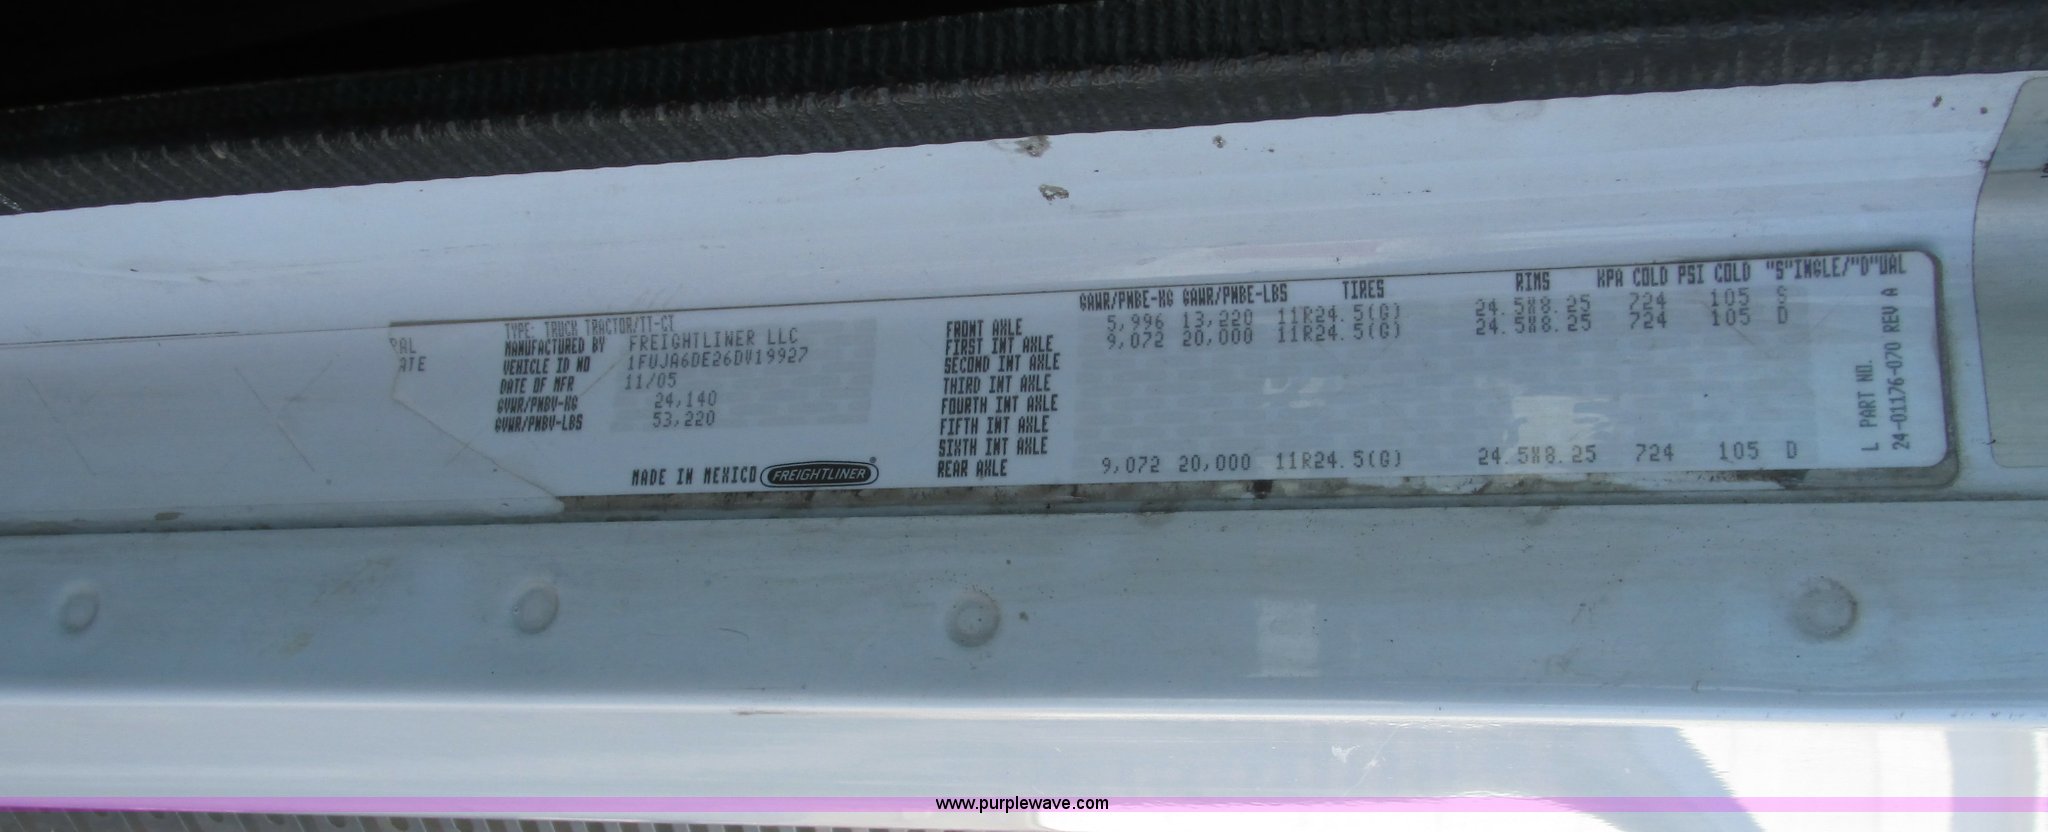 RAL
ATE
TYPE: TRUCK TRACTOR/TT-CT
MANUFACTURED BY FREIGHTLINER LLC
VEHICLE ID NO 1FUJA6DE26DV19927
DATE OF MFR 11/05
GVWR/PNBV-KG 24,140
GVWR/PNBV-LBS 53,220
MADE IN MEXICO FREIGHTLINER®
GAWR/PNBE-KG GAWR/PNBE-LBS TIRES RIMS KPA COLD PSI COLD "S"INGLE/"D"UAL
FRONT AXLE 5,996 13,220 11R24.5(G) 24.5X8.25 724 105 S
FIRST INT AXLE 9,072 20,000 11R24.5(G) 24.5X8.25 724 105 D
SECOND INT AXLE
THIRD INT AXLE
FOURTH INT AXLE
FIFTH INT AXLE
SIXTH INT AXLE
REAR AXLE 9,072 20,000 11R24.5(G) 24.5X8.25 724 105 D
L PART NO.
24-01176-070 REV A
www.purplewave.com